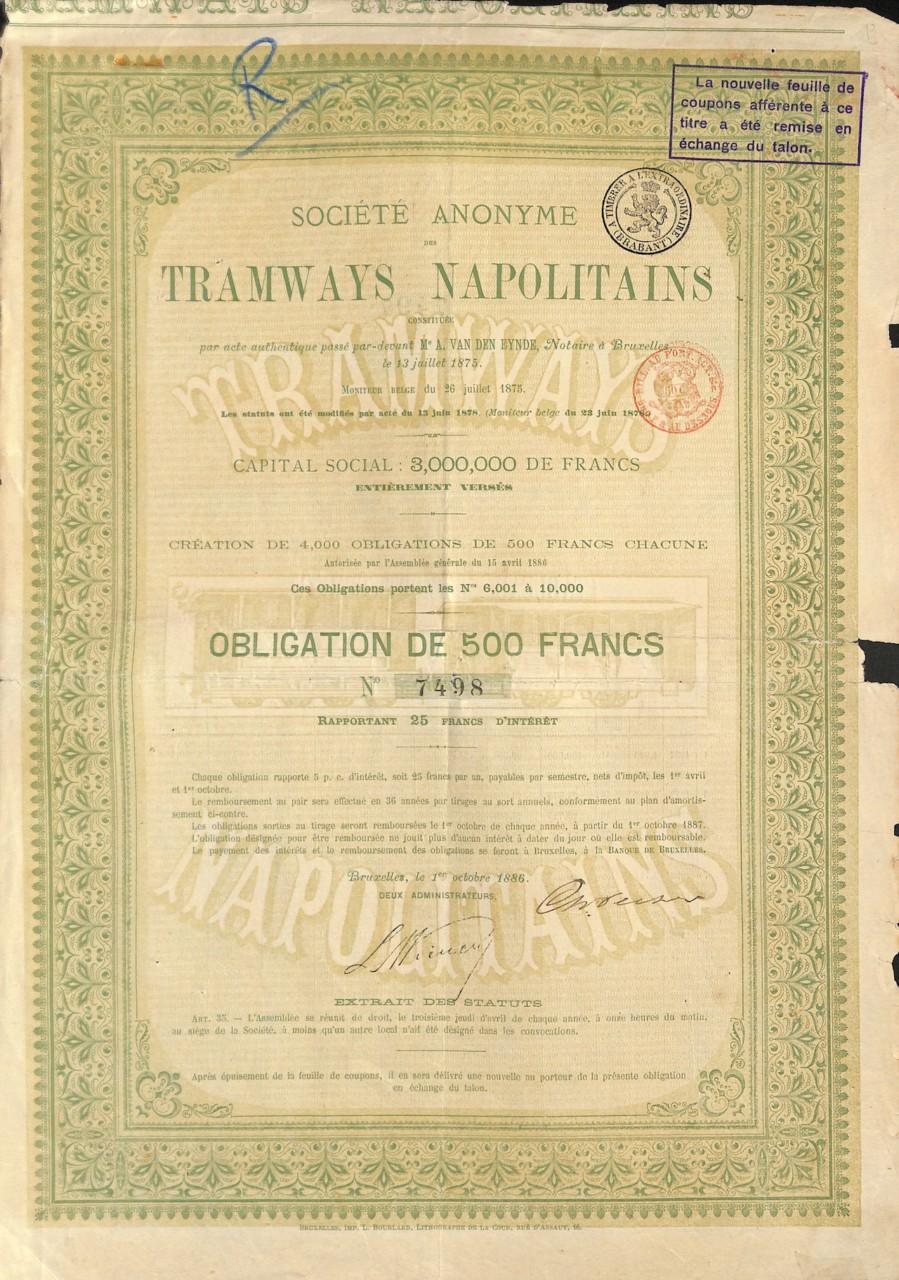 R
La nouvelle feuille de
coupons afférente à ce
titre a été remise en
échange du talon.
A TIMBRER A L'EXTRAORDINAIRE
(BRABANT)
SOCIÉTÉ ANONYME
DES
TRAMWAYS NAPOLITAINS
CONSTITUÉE
par acte authentique passé par-devant Me A. VAN DEN EYNDE, Notaire à Bruxelles
le 13 juillet 1875.
MONITEUR BELGE du 26 juillet 1875.
Les statuts ont été modifiés par acte du 13 juin 1878. (Moniteur belge du 23 juin 1878)
TRAMWAYS
CAPITAL SOCIAL : 3,000,000 DE FRANCS
ENTIÈREMENT VERSÉS
CRÉATION DE 4,000 OBLIGATIONS DE 500 FRANCS CHACUNE
Autorisée par l'Assemblée générale du 15 avril 1886
Ces Obligations portent les Nos 6,001 à 10,000
OBLIGATION DE 500 FRANCS
No 7498
RAPPORTANT 25 FRANCS D'INTÉRÊT
Chaque obligation rapporte 5 p. c. d'intérêt, soit 25 francs par an, payables par semestre, nets d'impôt, les 1er avril
et 1er octobre.
Le remboursement au pair sera effectué en 36 années par tirages au sort annuels, conformément au plan d'amortis-
sement ci-contre.
Les obligations sorties au tirage seront remboursées le 1er octobre de chaque année, à partir du 1er octobre 1887.
L'obligation désignée pour être remboursée ne jouit plus d'aucun intérêt à dater du jour où elle est remboursable.
Le payement des intérêts et le remboursement des obligations se feront à Bruxelles, à la BANQUE DE BRUXELLES.
NAPOLITAINS
Bruxelles, le 1er octobre 1886.
DEUX ADMINISTRATEURS,
EXTRAIT DES STATUTS
ART. 35. — L'Assemblée se réunit de droit, le troisième jeudi d'avril de chaque année, à onze heures du matin,
au siège de la Société, à moins qu'un autre local n'ait été désigné dans les convocations.
Après épuisement de la feuille de coupons, il en sera délivré une nouvelle au porteur de la présente obligation
en échange du talon.
BRUXELLES, IMP. L. BOURLARD, LITHOGRAPHE DE LA COUR, RUE D'ASSAUT, 16.